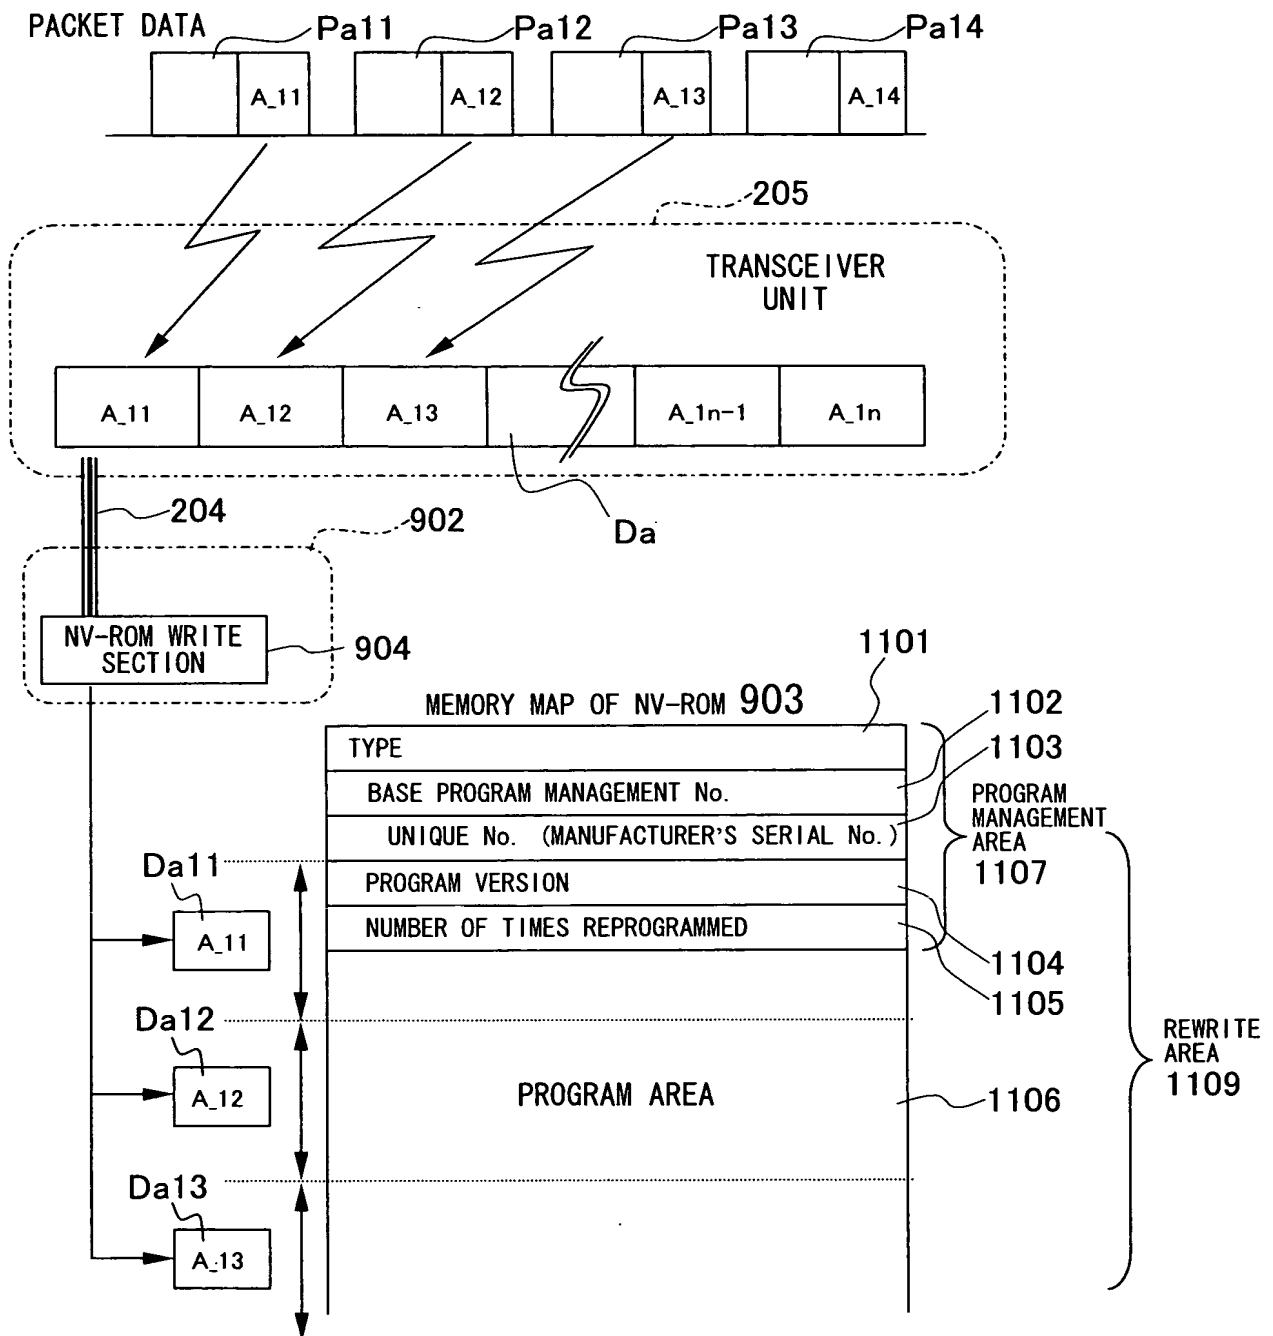 PACKET DATA Pa11 Pa12 Pa13 Pa14
A_11 A_12 A_13 A_14
205
TRANSCEIVER
UNIT
A_11 A_12 A_13 A_1n-1 A_1n
204
902
Da
NV-ROM WRITE
SECTION
904
1101
MEMORY MAP OF NV-ROM 903
1102
1103
TYPE
BASE PROGRAM MANAGEMENT No.
UNIQUE No. (MANUFACTURER'S SERIAL No.)
PROGRAM
MANAGEMENT
AREA
1107
Da11
PROGRAM VERSION
NUMBER OF TIMES REPROGRAMMED
A_11
1104
1105
Da12
REWRITE
AREA
1109
A_12
PROGRAM AREA
1106
Da13
A_13